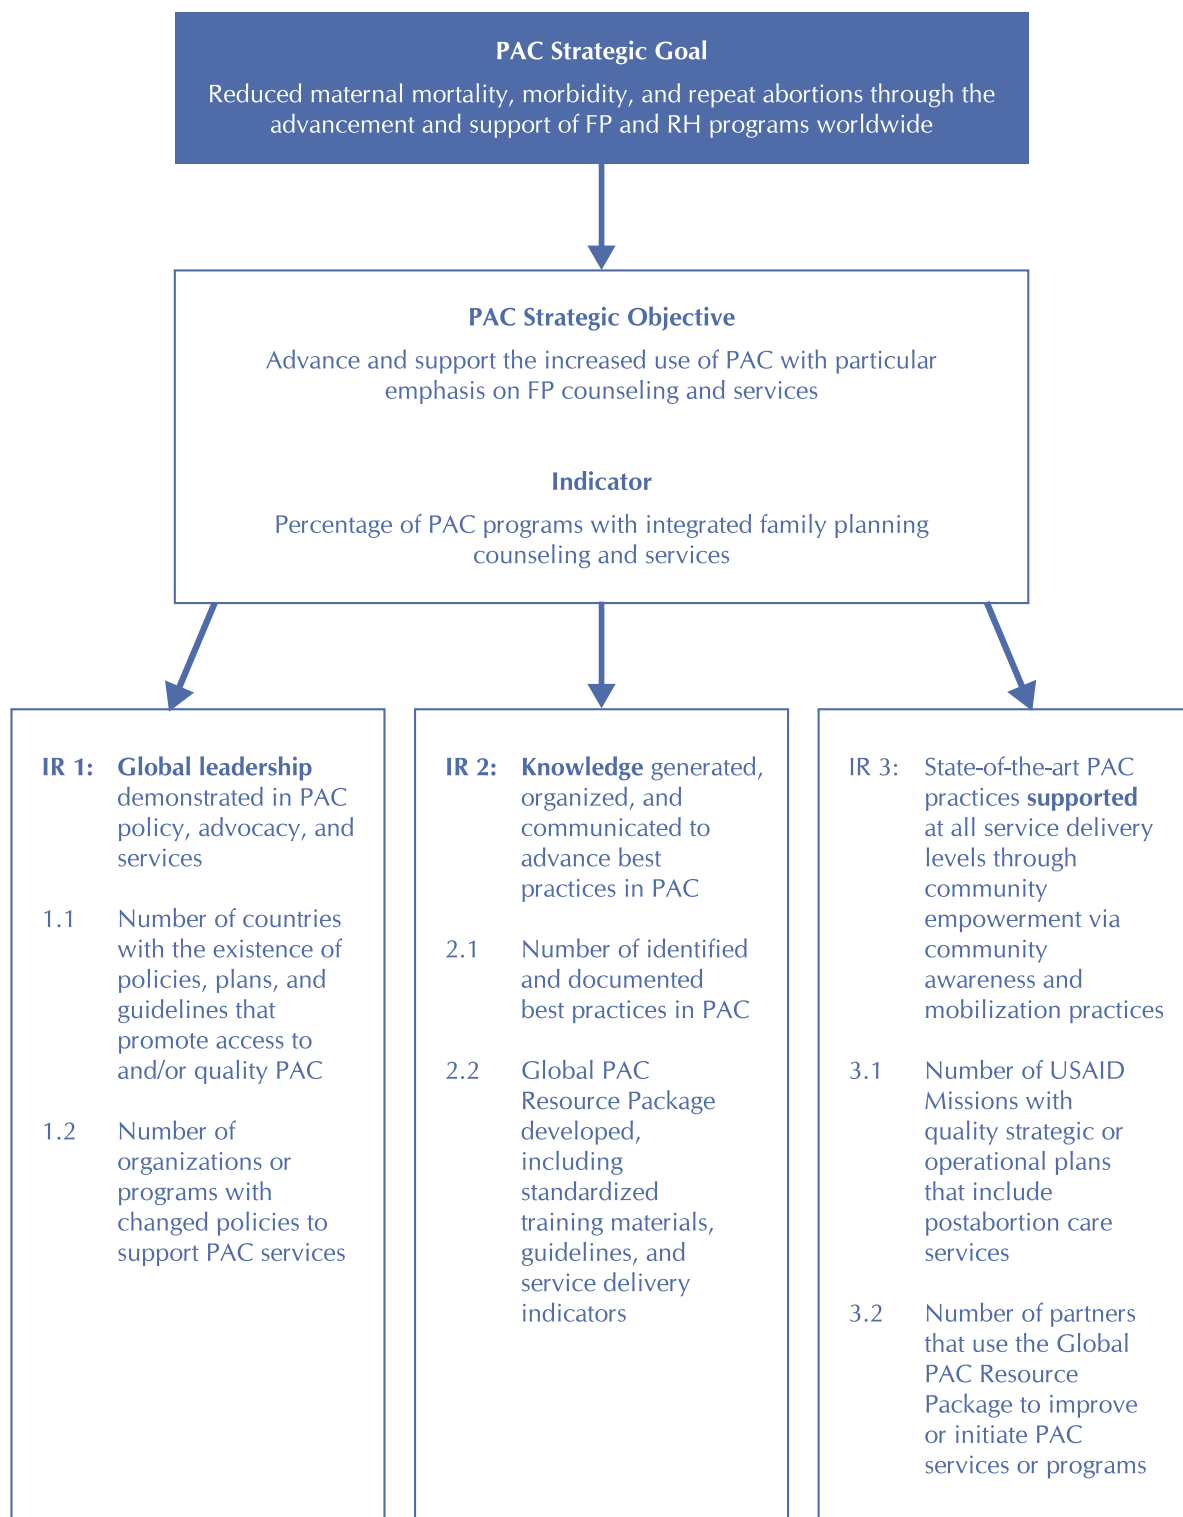 PAC Strategic Goal
Reduced maternal mortality, morbidity, and repeat abortions through the
advancement and support of FP and RH programs worldwide
PAC Strategic Objective
Advance and support the increased use of PAC with particular
emphasis on FP counseling and services
Indicator
Percentage of PAC programs with integrated family planning
counseling and services
IR 1: Global leadership
demonstrated in PAC
policy, advocacy, and
services
1.1 Number of countries
with the existence of
policies, plans, and
guidelines that
promote access to
and/or quality PAC
1.2 Number of
organizations or
programs with
changed policies to
support PAC services
IR 2: Knowledge generated,
organized, and
communicated to
advance best
practices in PAC
2.1 Number of identified
and documented
best practices in PAC
2.2 Global PAC
Resource Package
developed,
including
standardized
training materials,
guidelines, and
service delivery
indicators
IR 3: State-of-the-art PAC
practices supported
at all service delivery
levels through
community
empowerment via
community
awareness and
mobilization practices
3.1 Number of USAID
Missions with
quality strategic or
operational plans
that include
postabortion care
services
3.2 Number of partners
that use the Global
PAC Resource
Package to improve
or initiate PAC
services or programs